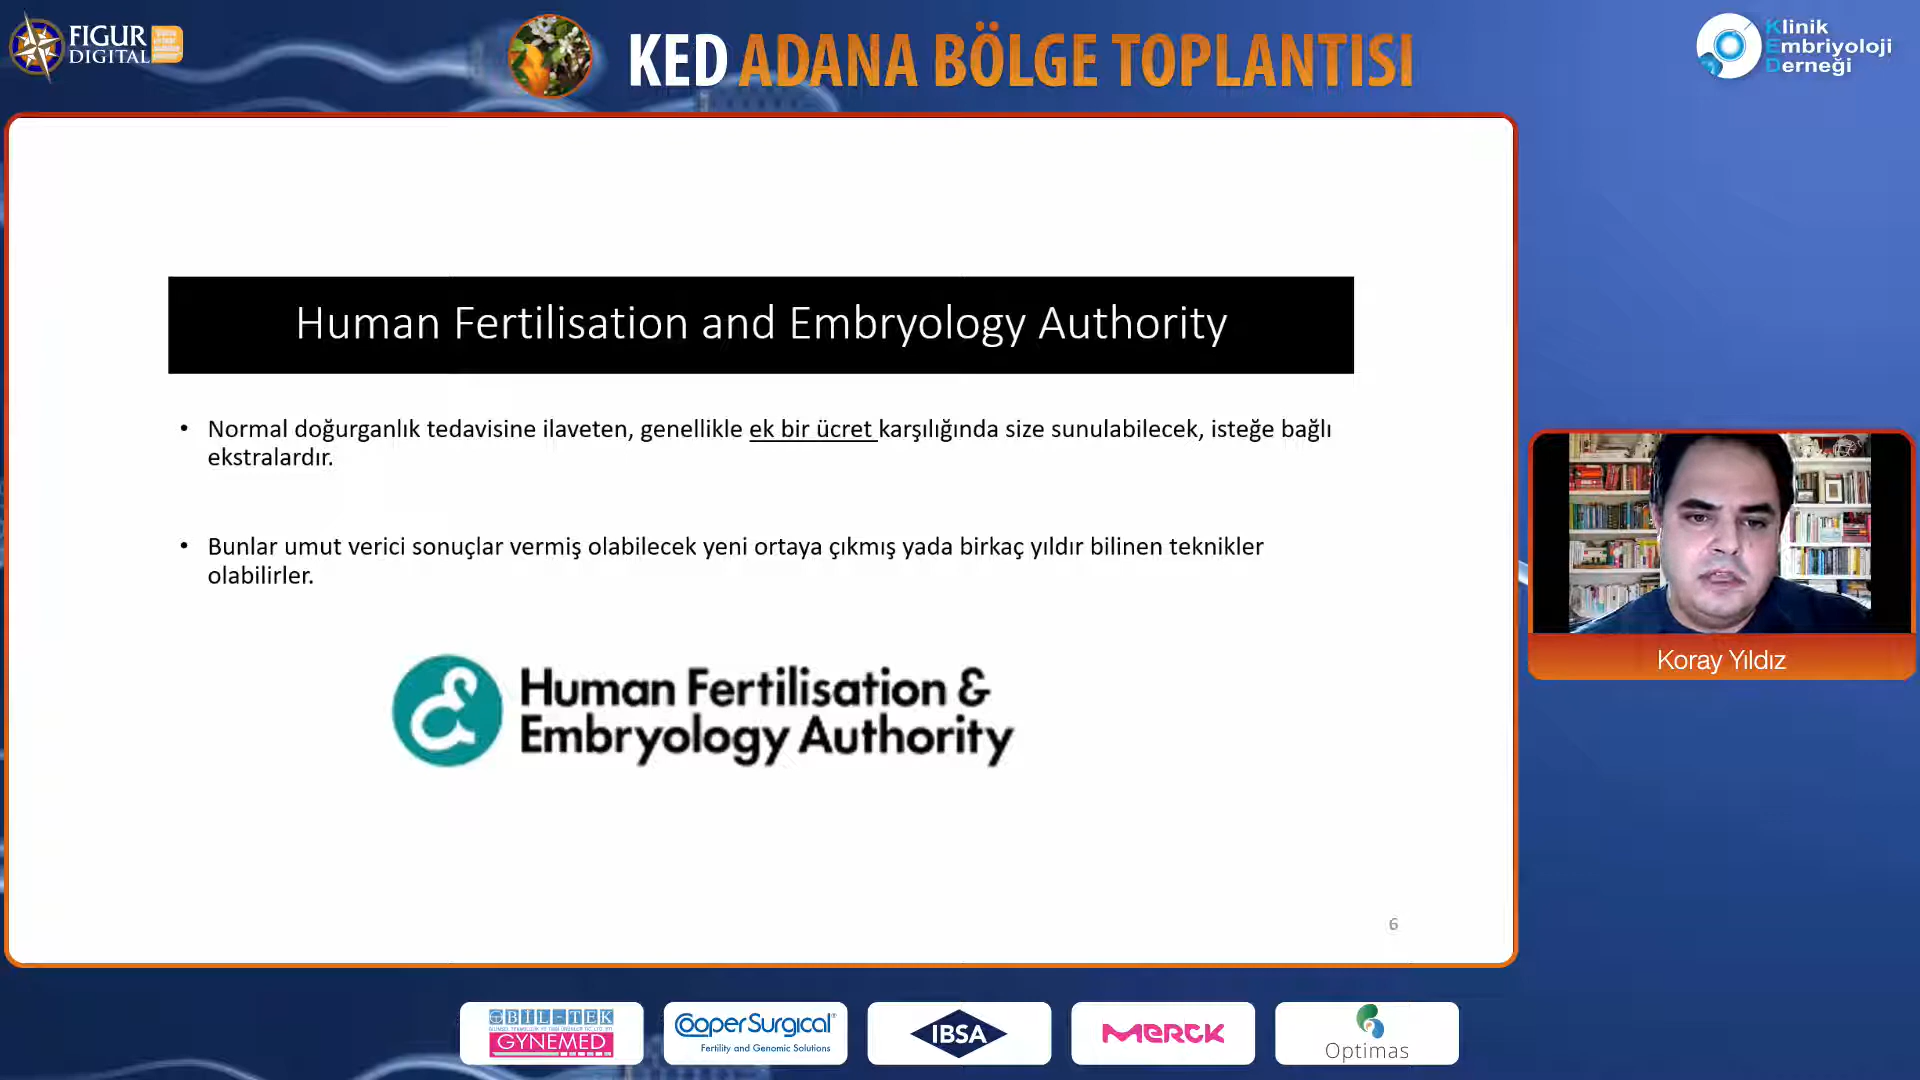 FIGUR
DIGITAL
KED ADANA BÖLGE TOPLANTISI
Klinik
Embriyoloji
Derneği
Human Fertilisation and Embryology Authority
• Normal doğurganlık tedavisine ilaveten, genellikle ek bir ücret karşılığında size sunulabilecek, isteğe bağlı
ekstralardır.
• Bunlar umut verici sonuçlar vermiş olabilecek yeni ortaya çıkmış yada birkaç yıldır bilinen teknikler
olabilirler.
Human Fertilisation &
Embryology Authority
6
Koray Yıldız
BIL-TEK
GYNEMED
CooperSurgical®
Fertility and Genomic Solutions
IBSA
MERCK
Optimas